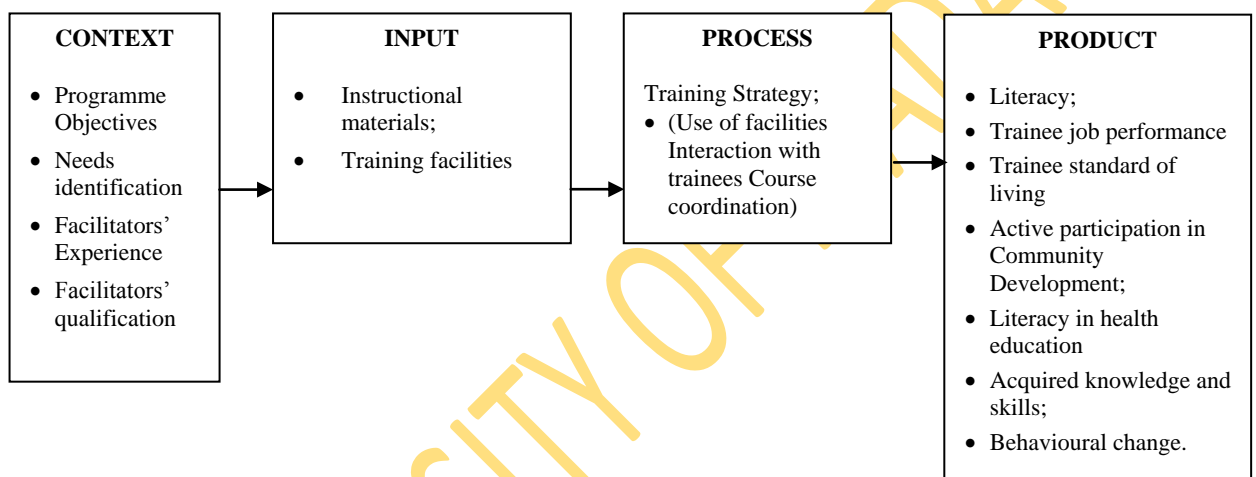 CONTEXT
• Programme
Objectives
• Needs
identification
• Facilitators’
Experience
• Facilitators’
qualification
INPUT
• Instructional
materials;
• Training facilities
PROCESS
Training Strategy;
• (Use of facilities
Interaction with
trainees Course
coordination)
PRODUCT
• Literacy;
• Trainee job performance
• Trainee standard of
living
• Active participation in
Community
Development;
• Literacy in health
education
• Acquired knowledge and
skills;
• Behavioural change.
SITY OF